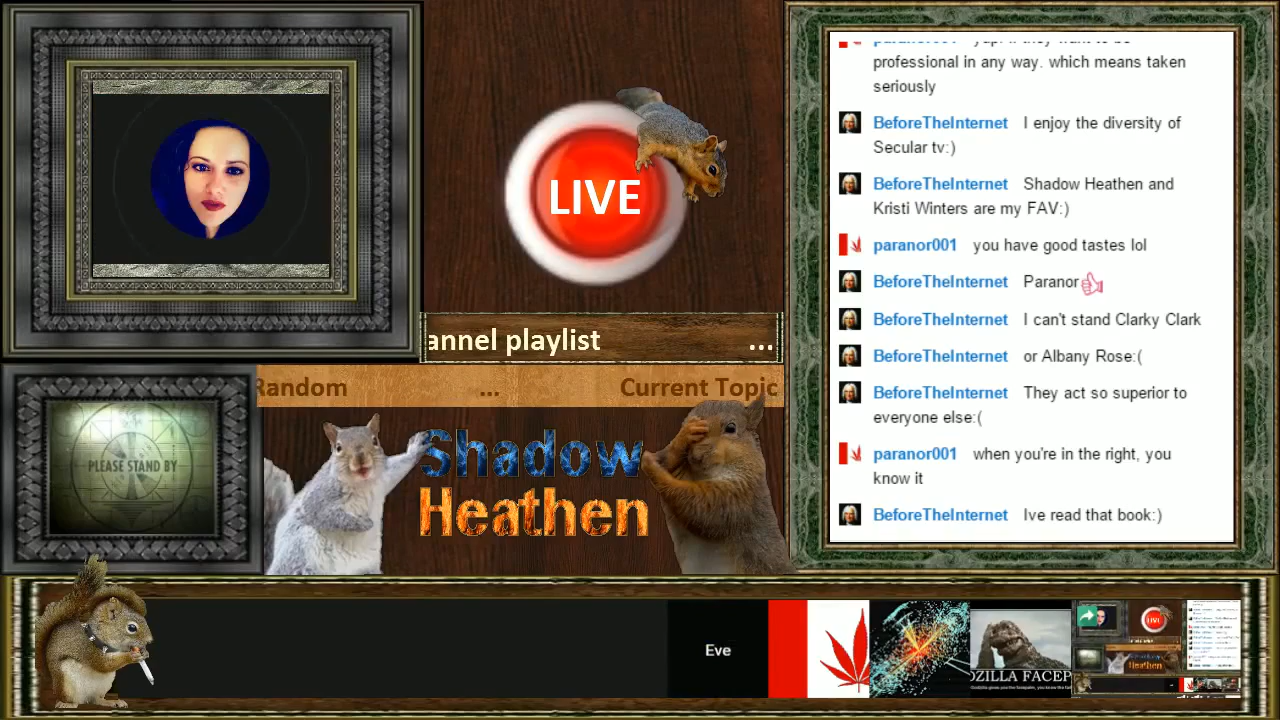 LIVE
annel playlist ...
Random ... Current Topic
PLEASE STAND BY
Shadow
Heathen
professional in any way. which means taken
seriously
BeforeTheInternet I enjoy the diversity of
Secular tv:)
BeforeTheInternet Shadow Heathen and
Kristi Winters are my FAV:)
paranor001 you have good tastes lol
BeforeTheInternet Paranor
BeforeTheInternet I can't stand Clarky Clark
BeforeTheInternet or Albany Rose:(
BeforeTheInternet They act so superior to
everyone else:(
paranor001 when you're in the right, you
know it
BeforeTheInternet Ive read that book:)
Eve
OZILLA FACEP
LIVE
Heathen